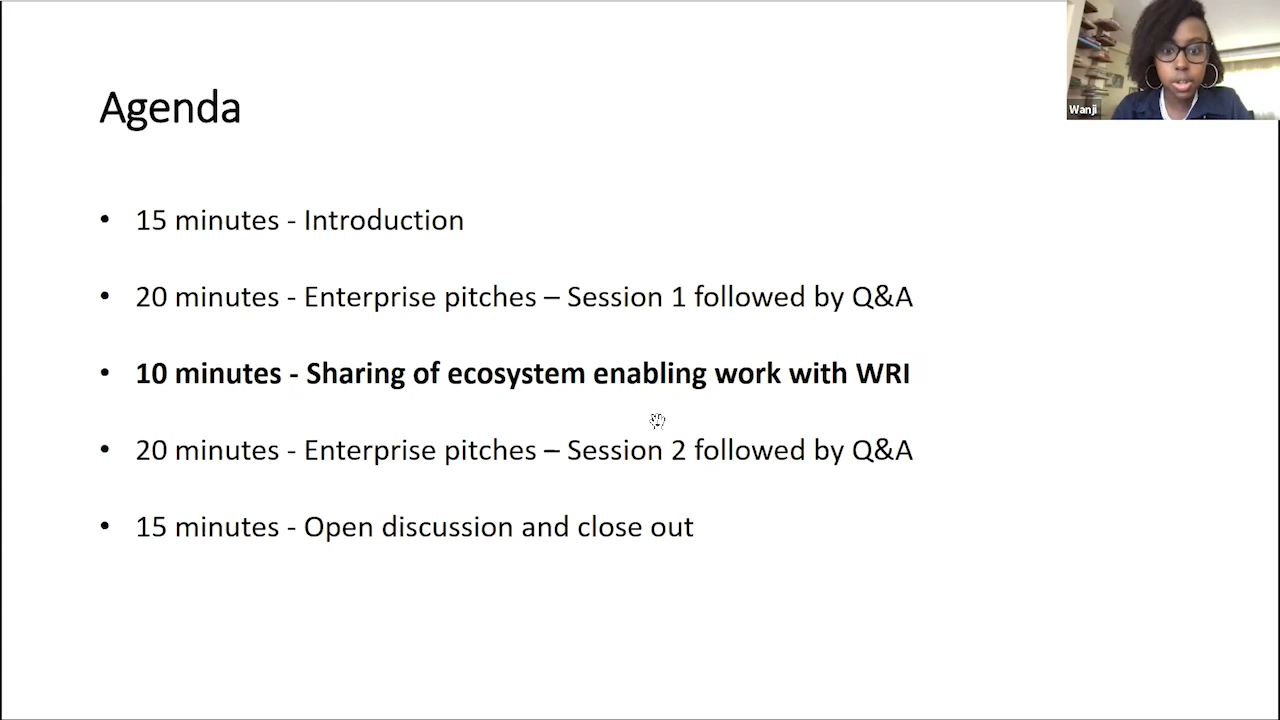 Agenda
Wanji
• 15 minutes - Introduction
• 20 minutes - Enterprise pitches – Session 1 followed by Q&A
• 10 minutes - Sharing of ecosystem enabling work with WRI
• 20 minutes - Enterprise pitches – Session 2 followed by Q&A
• 15 minutes - Open discussion and close out